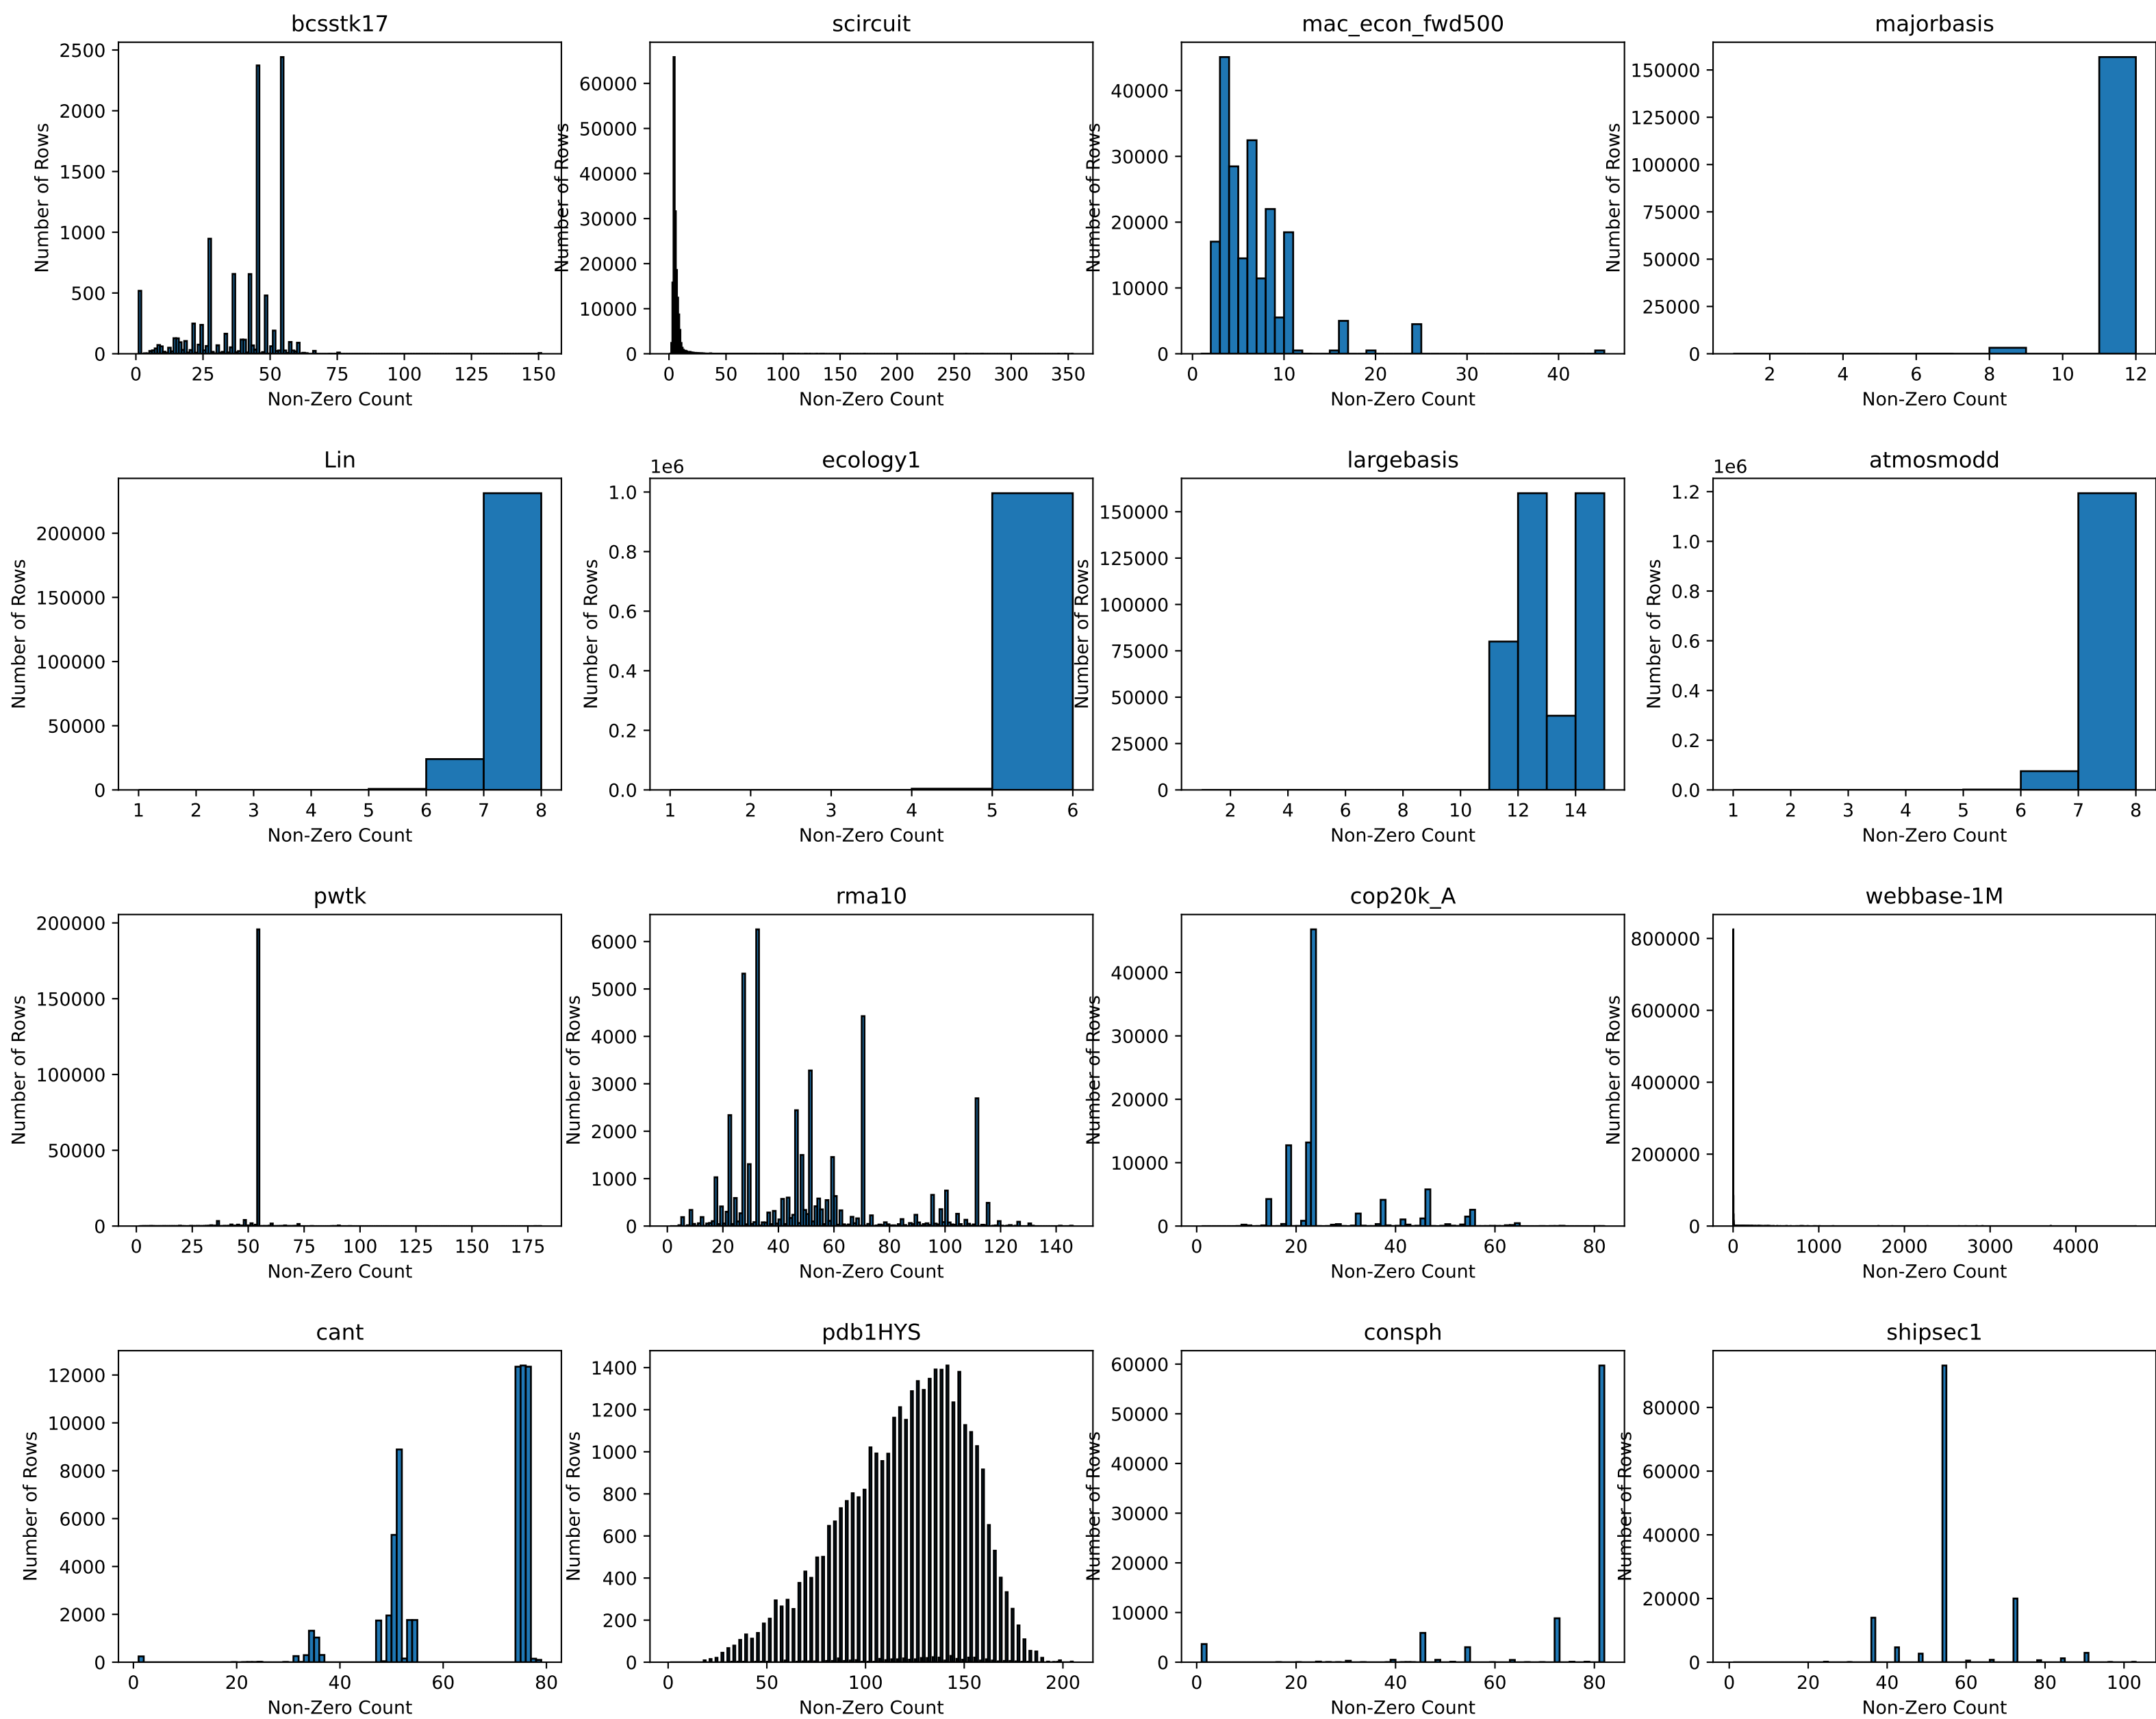 bcsstk17
2500
2000
1500
1000
500
0
Number of Rows
0 25 50 75 100 125 150
Non-Zero Count
scircuit
60000
50000
40000
30000
20000
10000
0
Number of Rows
0 50 100 150 200 250 300 350
Non-Zero Count
mac_econ_fwd500
40000
30000
20000
10000
0
Number of Rows
0 10 20 30 40
Non-Zero Count
majorbasis
150000
125000
100000
75000
50000
25000
0
Number of Rows
2 4 6 8 10 12
Non-Zero Count
Lin
200000
150000
100000
50000
0
Number of Rows
1 2 3 4 5 6 7 8
Non-Zero Count
ecology1
1e6
1.0
0.8
0.6
0.4
0.2
0.0
Number of Rows
1 2 3 4 5 6
Non-Zero Count
largebasis
150000
125000
100000
75000
50000
25000
0
Number of Rows
2 4 6 8 10 12 14
Non-Zero Count
atmosmodd
1e6
1.2
1.0
0.8
0.6
0.4
0.2
0.0
Number of Rows
1 2 3 4 5 6 7 8
Non-Zero Count
pwtk
200000
150000
100000
50000
0
Number of Rows
0 25 50 75 100 125 150 175
Non-Zero Count
rma10
6000
5000
4000
3000
2000
1000
0
Number of Rows
0 20 40 60 80 100 120 140
Non-Zero Count
cop20k_A
40000
30000
20000
10000
0
Number of Rows
0 20 40 60 80
Non-Zero Count
webbase-1M
800000
600000
400000
200000
0
Number of Rows
0 1000 2000 3000 4000
Non-Zero Count
cant
12000
10000
8000
6000
4000
2000
0
Number of Rows
0 20 40 60 80
Non-Zero Count
pdb1HYS
1400
1200
1000
800
600
400
200
0
Number of Rows
0 50 100 150 200
Non-Zero Count
consph
60000
50000
40000
30000
20000
10000
0
Number of Rows
0 20 40 60 80
Non-Zero Count
shipsec1
80000
60000
40000
20000
0
Number of Rows
0 20 40 60 80 100
Non-Zero Count